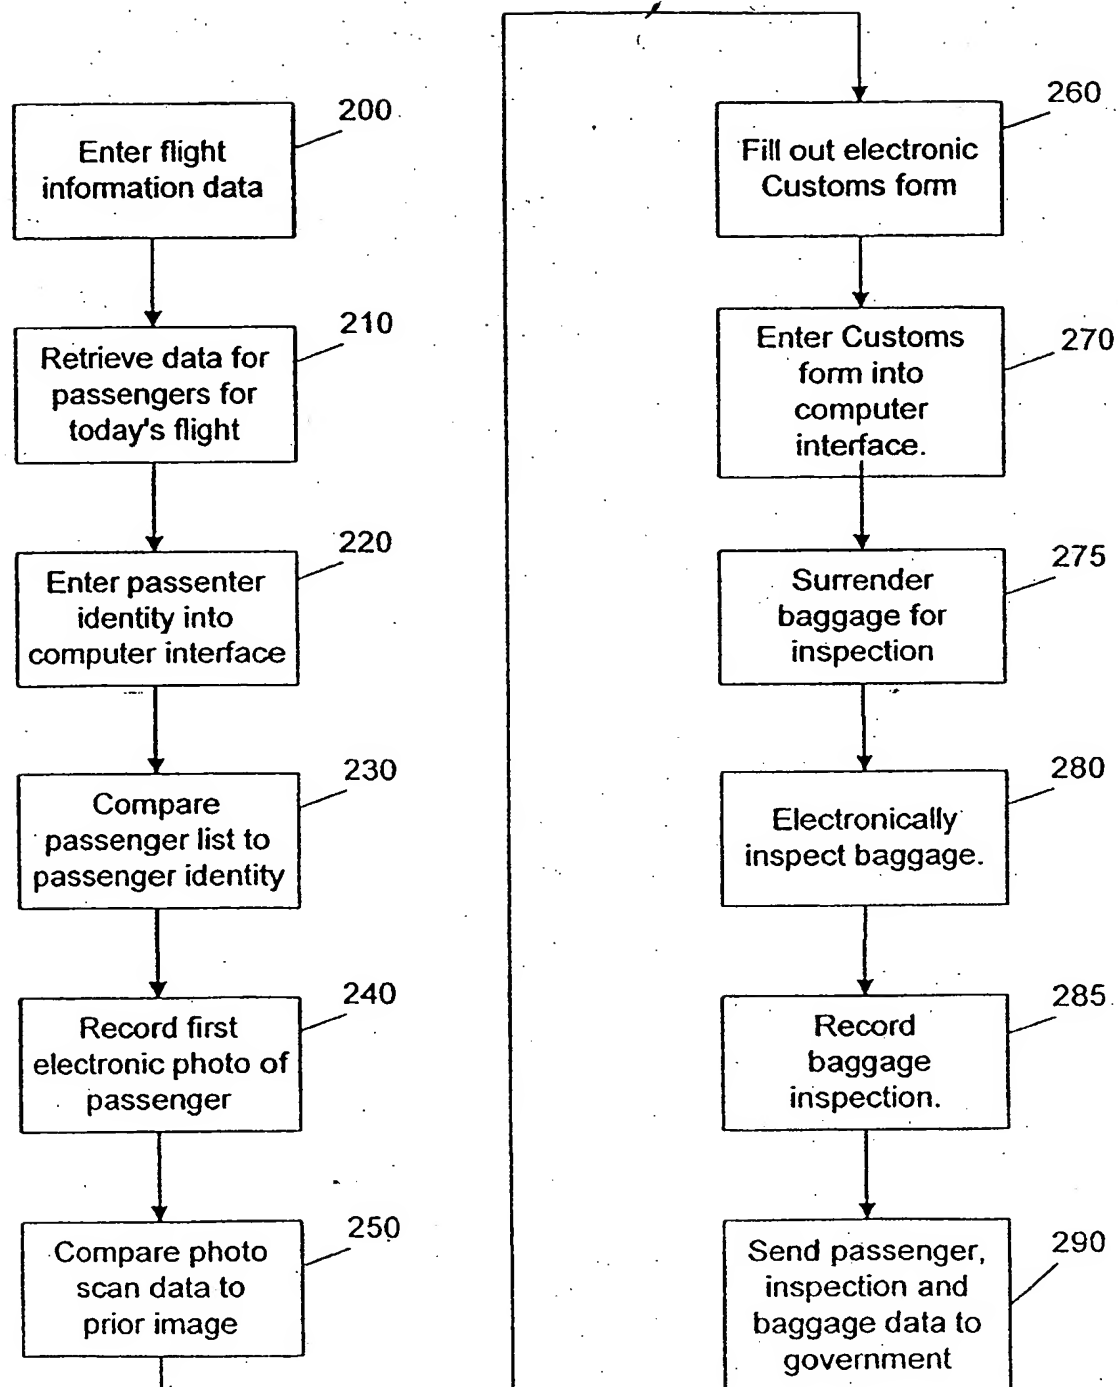 200
Enter flight
information data
210
Retrieve data for
passengers for
today's flight
220
Enter passenter
identity into
computer interface
230
Compare
passenger list to
passenger identity
240
Record first
electronic photo of
passenger
250
Compare photo
scan data to
prior image
260
Fill out electronic
Customs form
270
Enter Customs
form into
computer
interface.
275
Surrender
baggage for
inspection
280
Electronically
inspect baggage.
285
Record
baggage
inspection.
290
Send passenger,
inspection and
baggage data to
government